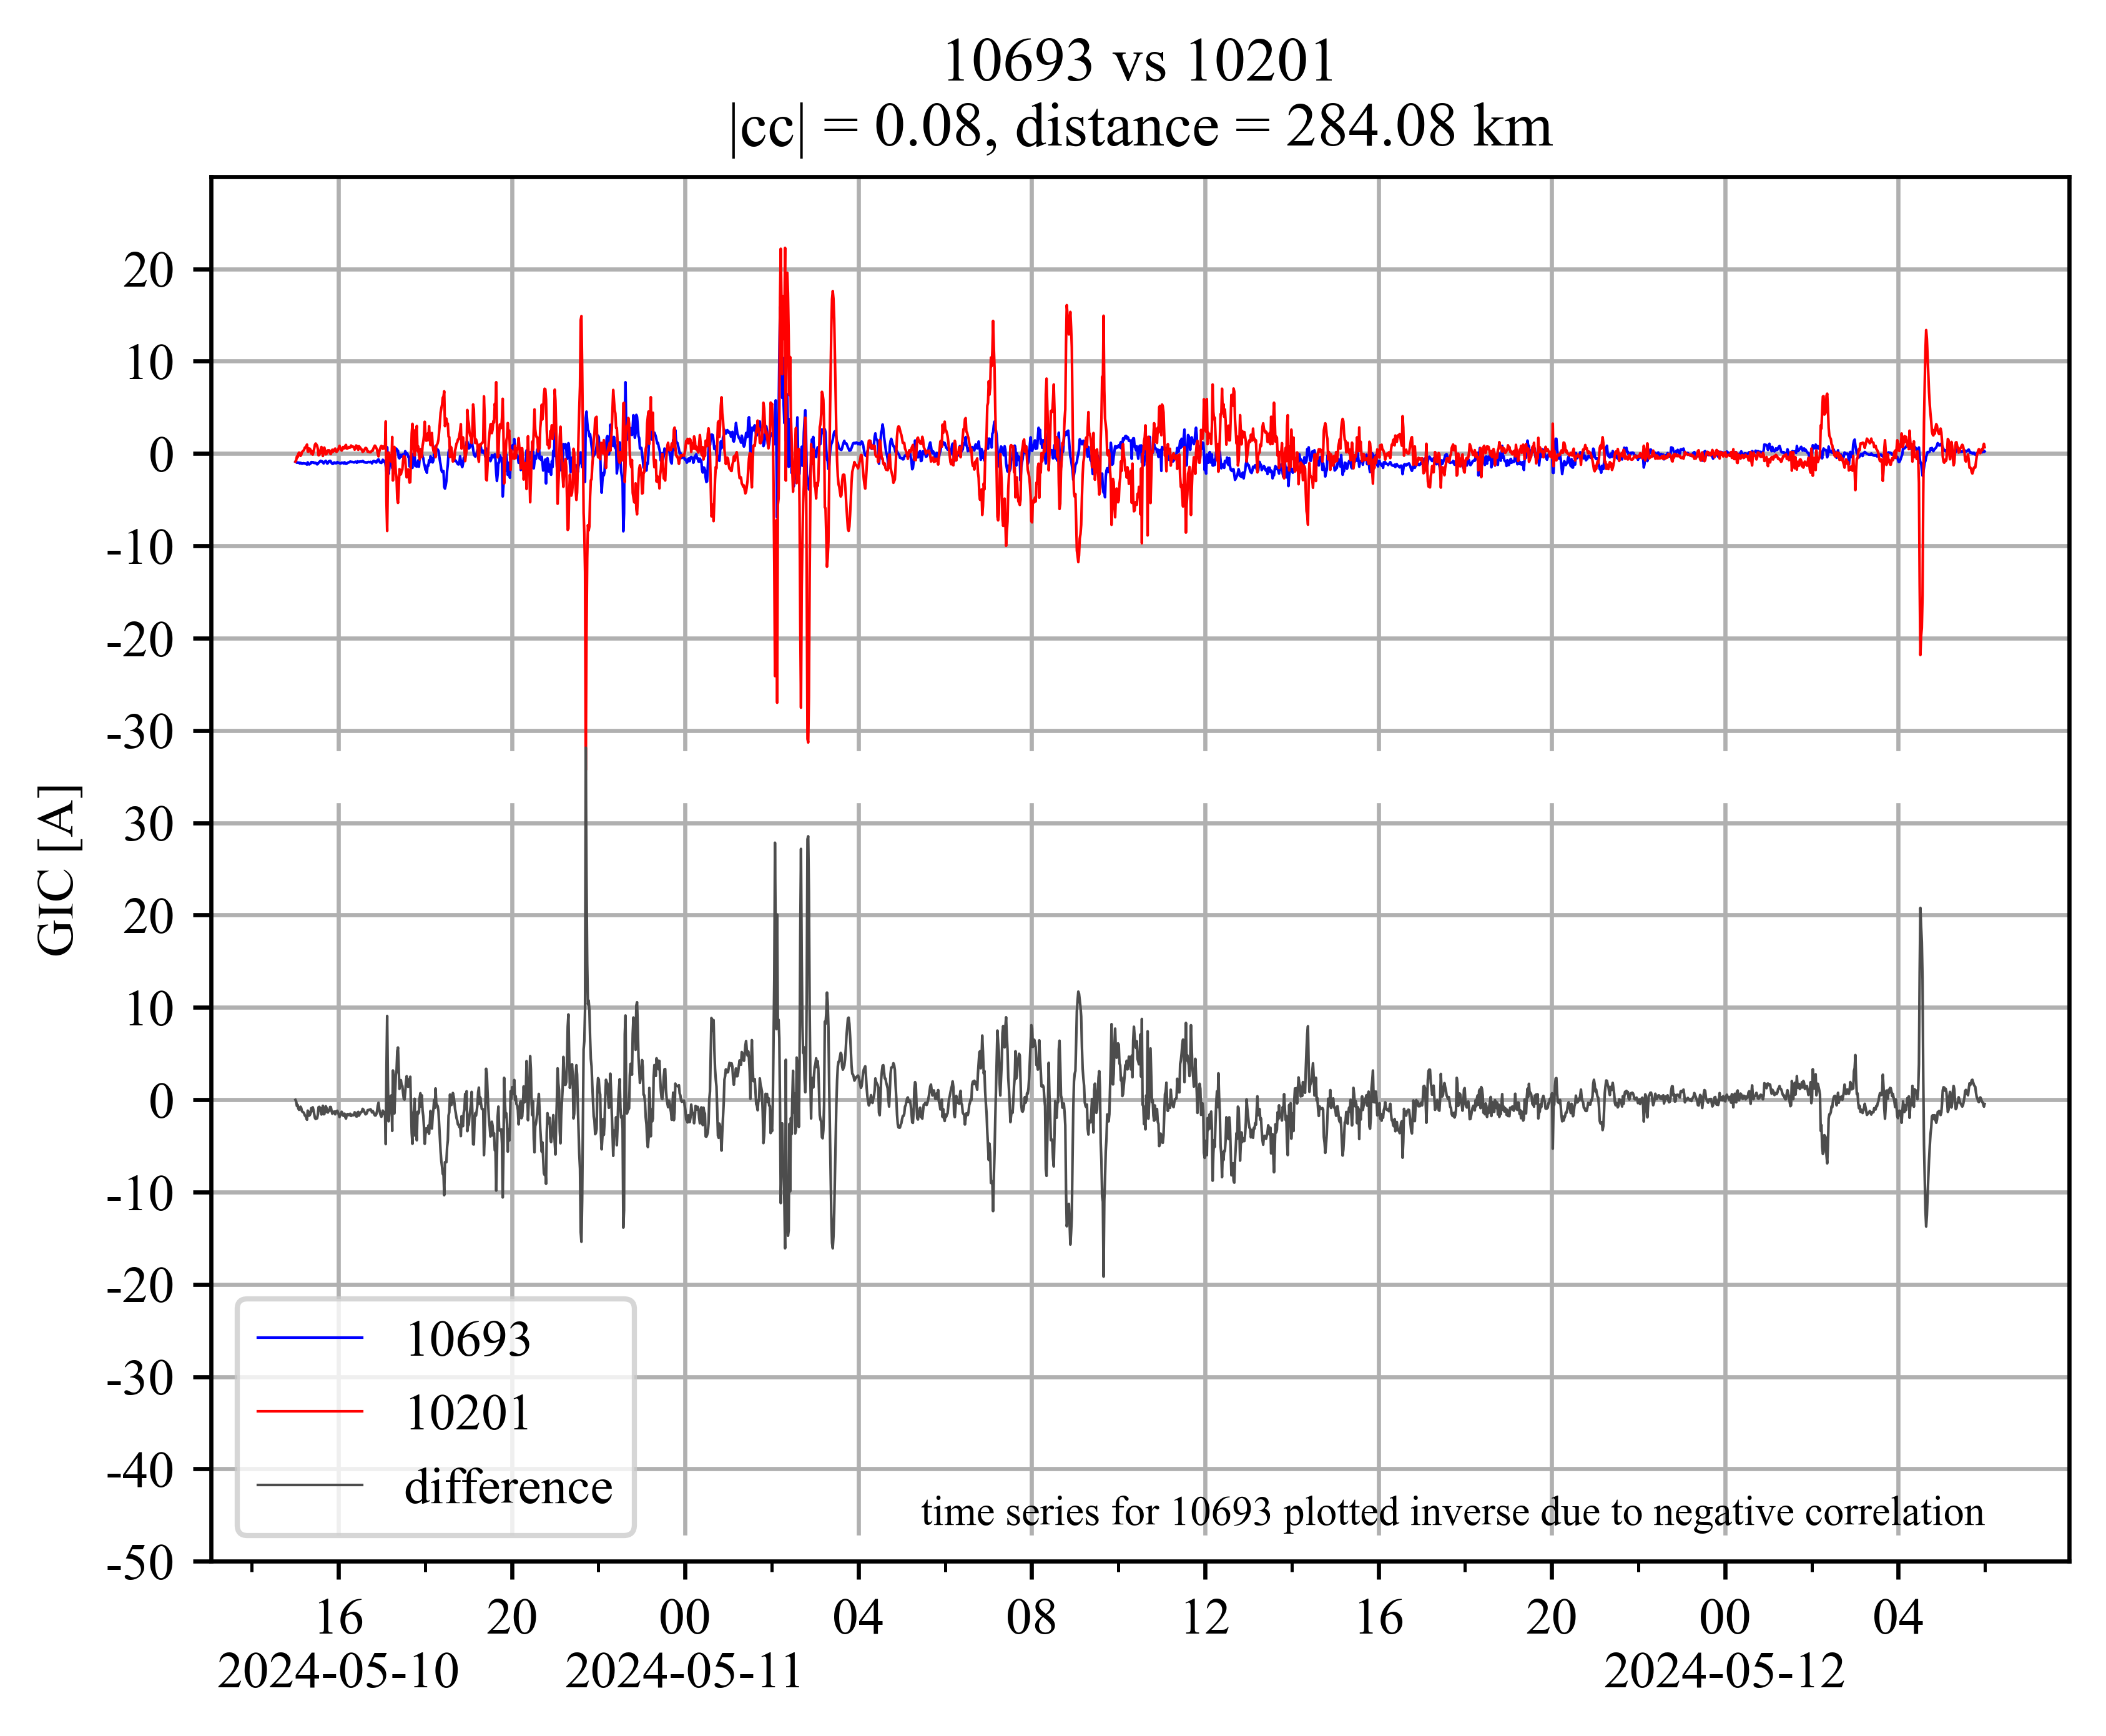 10693 vs 10201
|cc| = 0.08, distance = 284.08 km
GIC [A]
20
10
0
-10
-20
-30
30
20
10
0
-10
-20
-30
-40
-50
10693
10201
difference
time series for 10693 plotted inverse due to negative correlation
16 20 00 04 08 12 16 20 00 04
2024-05-10 2024-05-11 2024-05-12